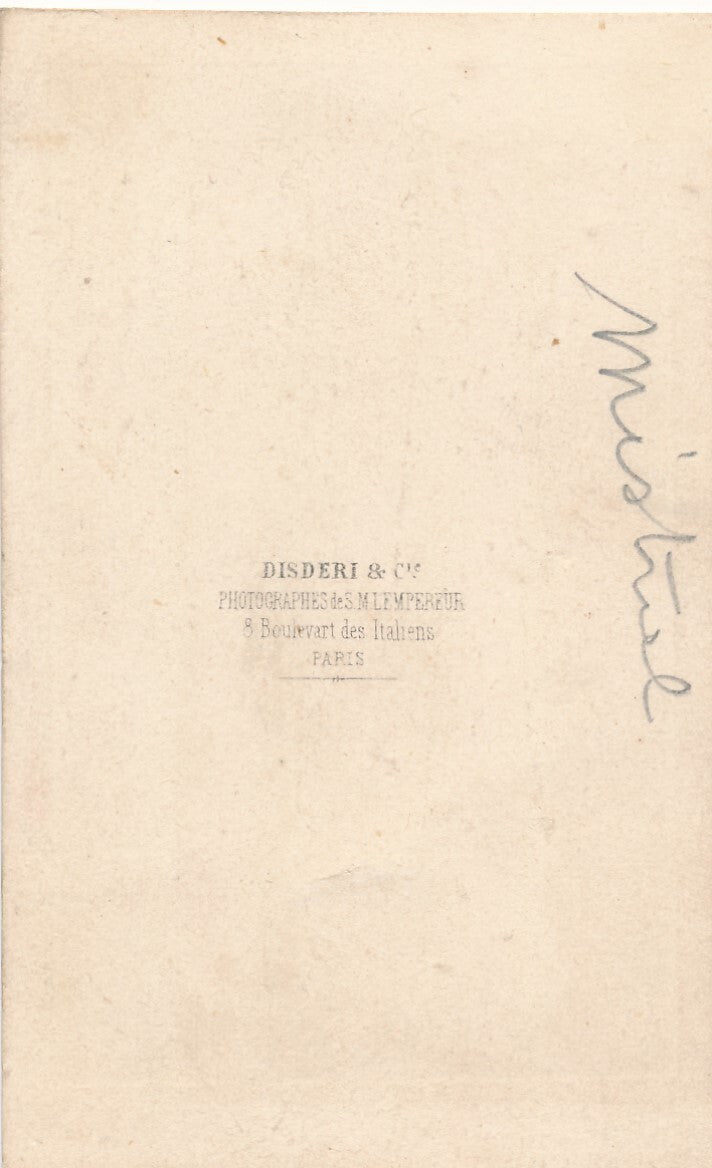 DISDERI & Cie
PHOTOGRAPHES de S. M. L'EMPEREUR
8 Boulevart des Italiens
PARIS
Mistral